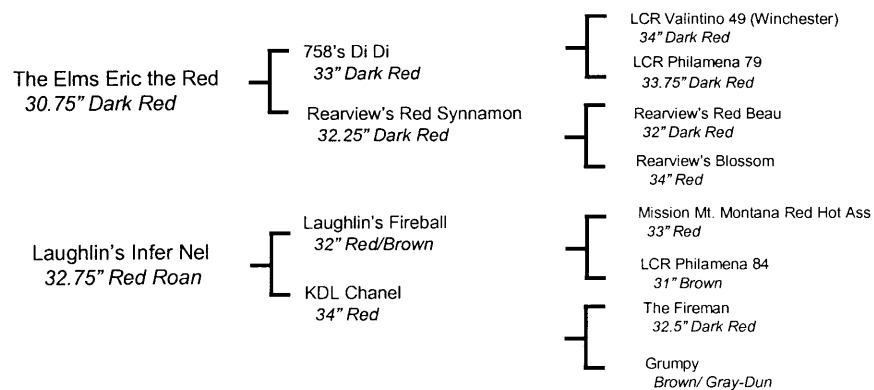 The Elms Eric the Red
30.75” Dark Red
758’s Di Di
33” Dark Red
Rearview’s Red Synnamon
32.25” Dark Red
LCR Valintino 49 (Winchester)
34” Dark Red
LCR Philamena 79
33.75” Dark Red
Rearview’s Red Beau
32” Dark Red
Rearview’s Blossom
34” Red
Laughlin’s Infer Nel
32.75” Red Roan
Laughlin’s Fireball
32” Red/Brown
KDL Chanel
34” Red
Mission Mt. Montana Red Hot Ass
33” Red
LCR Philamena 84
31” Brown
The Fireman
32.5” Dark Red
Grumpy
Brown/ Gray-Dun